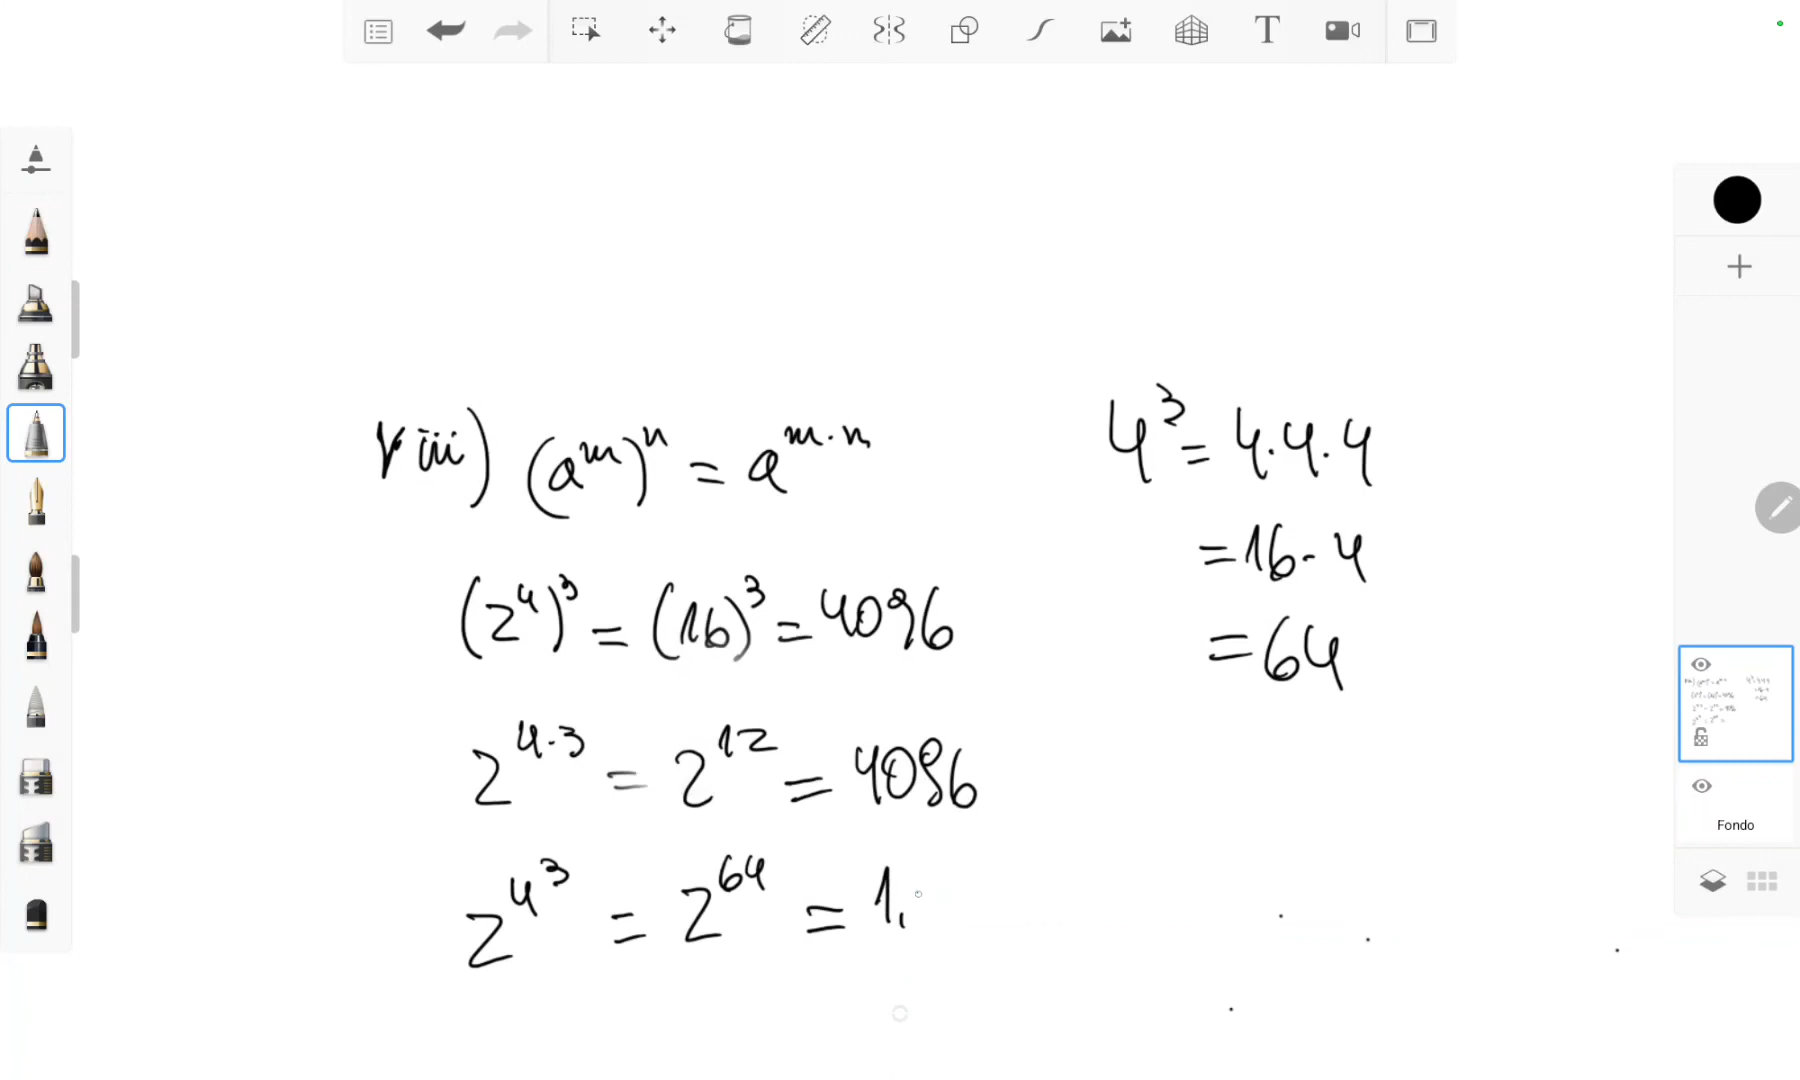 T
viii) (a^m)^n = a^{m·n}
(2^4)^3 = (16)^3 = 4096
2^{4·3} = 2^{12} = 4096
2^{4^3} = 2^{64} = 1,
4^3 = 4·4·4
= 16·4
= 64
Fondo